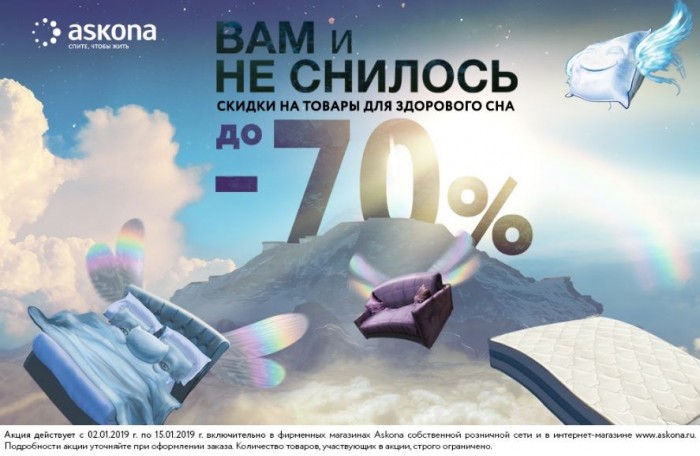 askona
СПИТЕ, ЧТОБЫ ЖИТЬ
ВАМ и
НЕ СНИЛОСЬ
СКИДКИ НА ТОВАРЫ ДЛЯ ЗДОРОВОГО СНА
до
-70%
Акция действует с 02.01.2019 г. по 15.01.2019 г. включительно в фирменных магазинах Askona собственной розничной сети и в интернет-магазине www.askona.ru.
Подробности акции уточняйте при оформлении заказа. Количество товаров, участвующих в акции, строго ограничено.